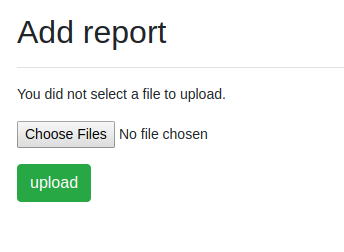 Add report
You did not select a file to upload.
Choose Files No file chosen
upload